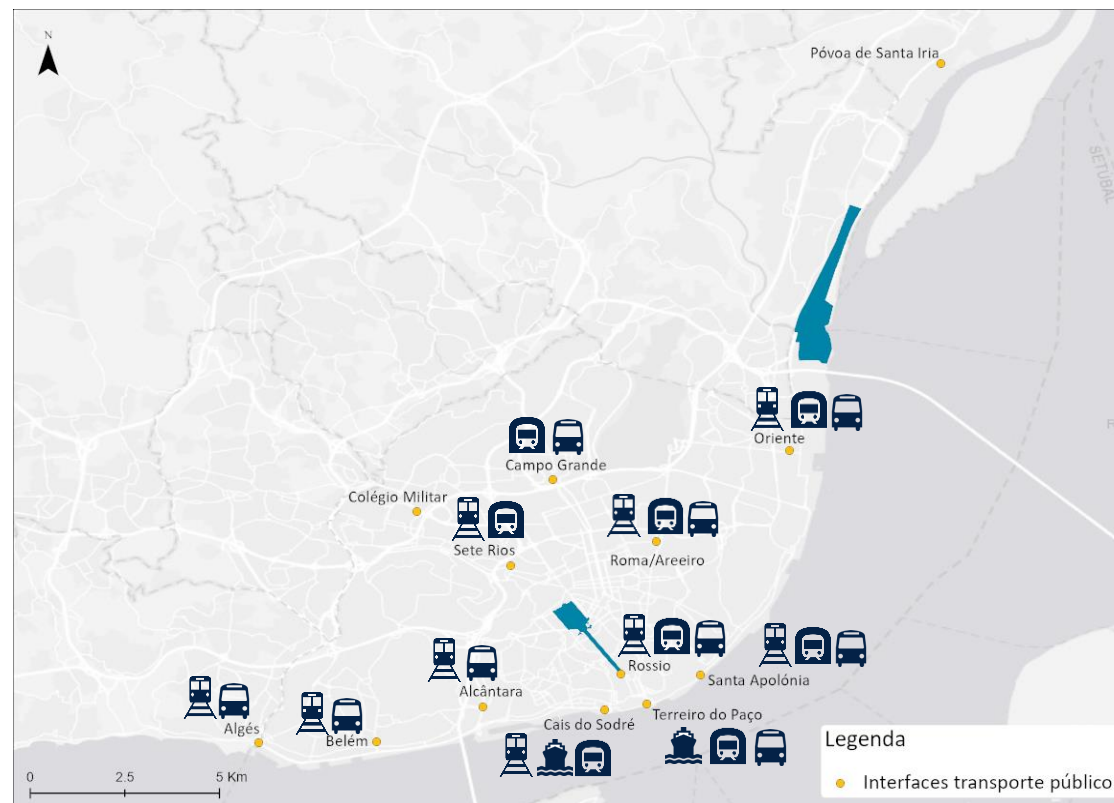 N
Póvoa de Santa Iria
SETUBAL
Oriente
Campo Grande
Colégio Militar
Sete Rios
Roma/Areeiro
Rossio
Santa Apolónia
Alcântara
Terreiro do Paço
Cais do Sodré
Algés
Belém
Legenda
Interfaces transporte público
0 2.5 5 Km